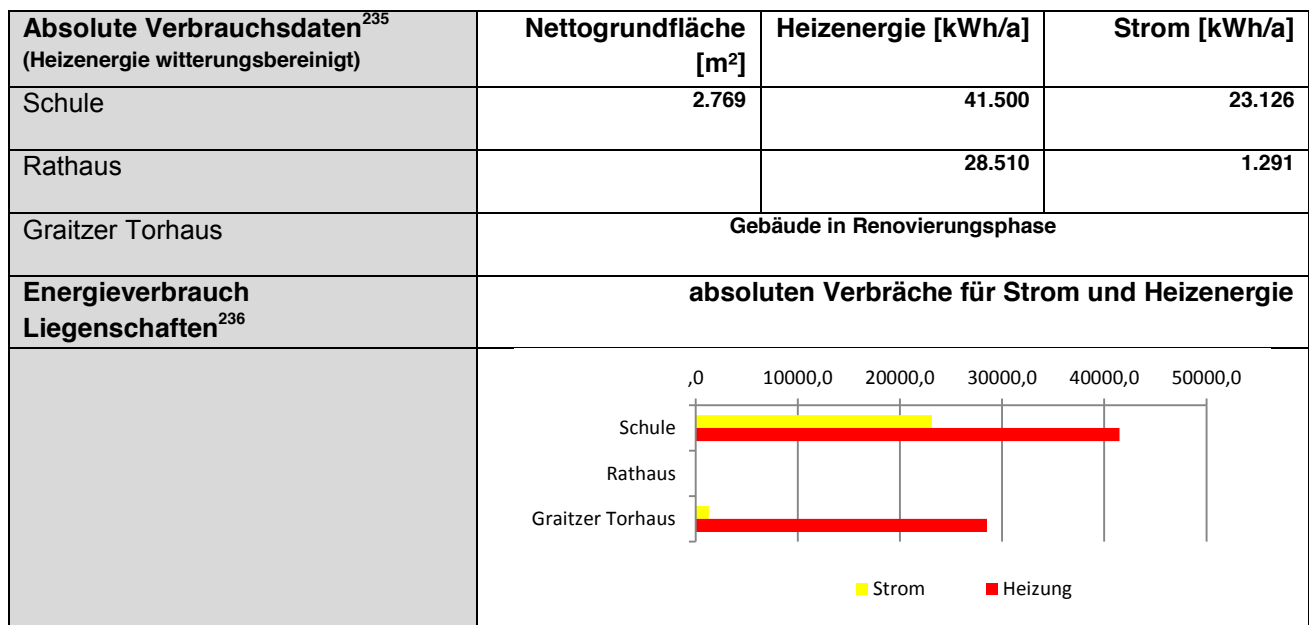 Absolute Verbrauchsdaten235 Nettogrundfläche Heizenergie [kWh/a] Strom [kWh/a]
(Heizenergie witterungsbereinigt) [m²]
Schule 2.769 41.500 23.126
Rathaus 28.510 1.291
Graitzer Torhaus Gebäude in Renovierungsphase
Energieverbrauch absoluten Verbräche für Strom und Heizenergie
Liegenschaften236
,0 10000,0 20000,0 30000,0 40000,0 50000,0
Schule
Rathaus
Graitzer Torhaus
Strom Heizung